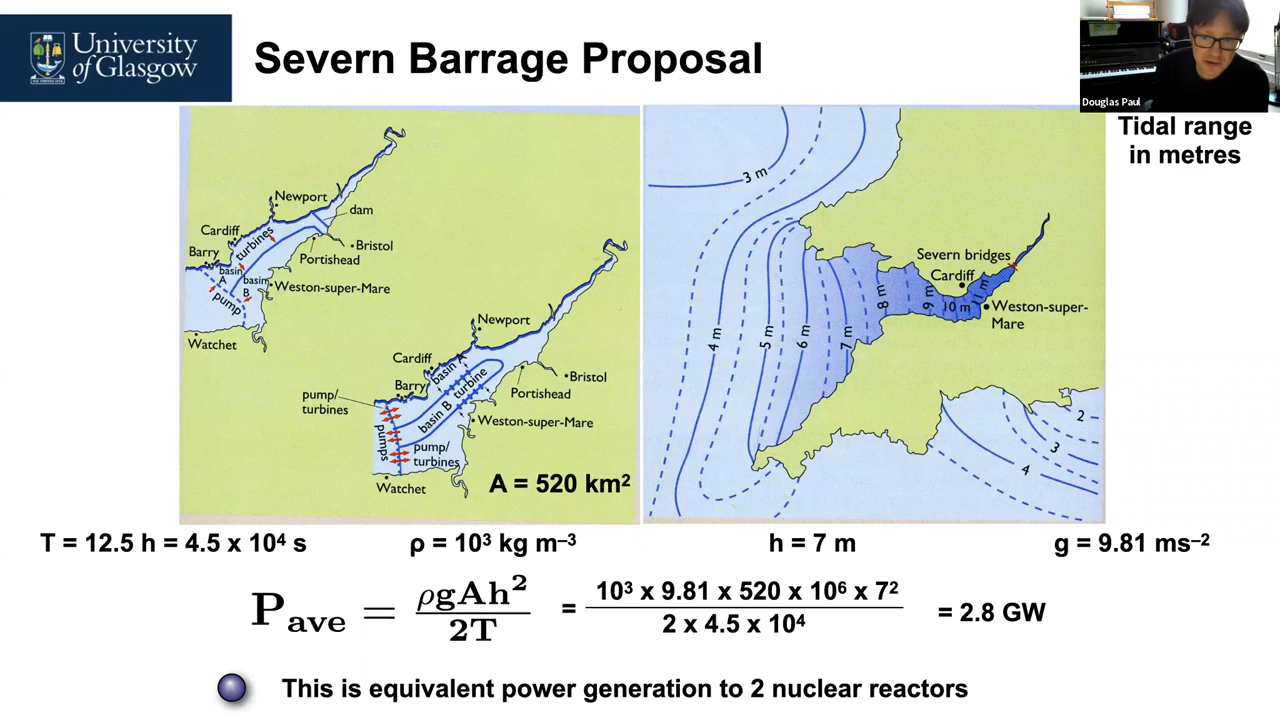 University
of Glasgow
Severn Barrage Proposal
Douglas Paul
Tidal range
in metres
Newport
dam
Cardiff
turbines
Bristol
Barry
Portishead
basin
A
basin
B
Weston-super-Mare
pump
Watchet
Newport
Cardiff
basin A
Barry
turbine
Bristol
Portishead
pump/
turbines
basin B
Weston-super-Mare
pumps
pump/
turbines
Watchet
A = 520 km²
3 m
Severn bridges
Cardiff
8 m
9 m
10 m
11 m
Weston-super-
Mare
4 m
5 m
6 m
7 m
2
3
4
T = 12.5 h = 4.5 x 10⁴ s
ρ = 10³ kg m⁻³
h = 7 m
g = 9.81 ms⁻²
P_ave = ρgAh² / 2T = 10³ x 9.81 x 520 x 10⁶ x 7² / 2 x 4.5 x 10⁴ = 2.8 GW
This is equivalent power generation to 2 nuclear reactors